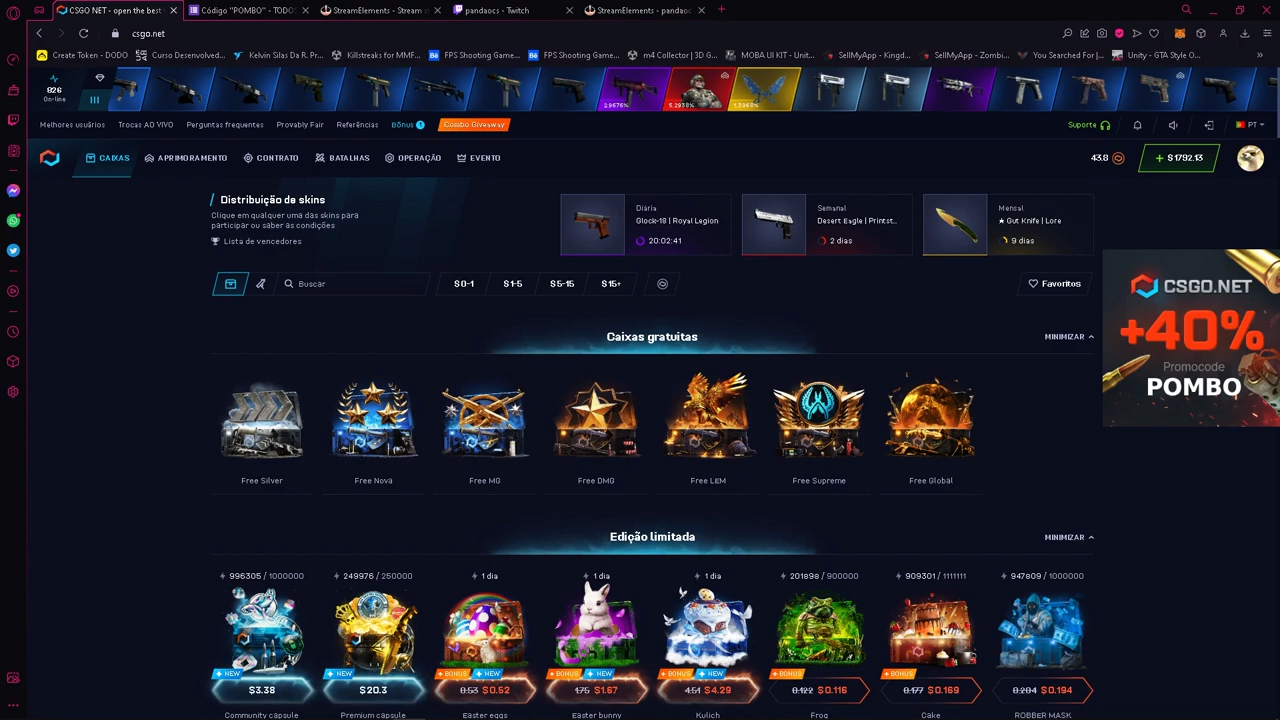 CSGO.NET - open the best
Código "POMBO" - TODOS
StreamElements - Stream s
pandaocs - Twitch
StreamElements - pandaoc
csgo.net
Create Token - DODO
Curso Desenvolved...
Kelvin Silas Da R. Pr...
Killstreaks for MMF...
FPS Shooting Game...
FPS Shooting Game...
m4 Collector | 3D G...
MOBA UI KIT - Unit...
SellMyApp - Kingd...
SellMyApp - Zombi...
You Searched For |...
Unity - GTA Style O...
826
On-line
2.9676%
5.2938%
Melhores usuários
Trocas AO VIVO
Perguntas frequentes
Provably Fair
Referências
Bônus
Combo Giveaway
Suporte
PT
CAIXAS
APRIMORAMENTO
CONTRATO
BATALHAS
OPERAÇÃO
EVENTO
43.8
+ $ 1792.13
Distribuição de skins
Clique em qualquer uma das skins para
participar ou saber as condições
Lista de vencedores
Diária
Glock-18 | Royal Legion
20:02:41
Semanal
Desert Eagle | Printst...
2 dias
Mensal
★ Gut Knife | Lore
9 dias
Buscar
$ 0-1
$ 1-5
$ 5-15
$ 15+
Favoritos
CSGO.NET
+40%
Promocode
POMBO
Caixas gratuitas
MINIMIZAR
Free Silver
Free Nova
Free MG
Free DMG
Free LEM
Free Supreme
Free Global
Edição limitada
MINIMIZAR
996305 / 1000000
249976 / 250000
1 dia
1 dia
1 dia
201898 / 900000
909301 / 1111111
947809 / 1000000
+ NEW
+ NEW
+ BONUS + NEW
+ BONUS + NEW
+ BONUS + NEW
+ BONUS
+ BONUS
$3.38
$20.3
0.53 $0.52
1.75 $1.67
4.51 $4.29
0.122 $0.116
0.177 $0.169
0.204 $0.194
Community capsule
Premium capsule
Easter eggs
Easter bunny
Kulich
Frog
Cake
ROBBER MASK